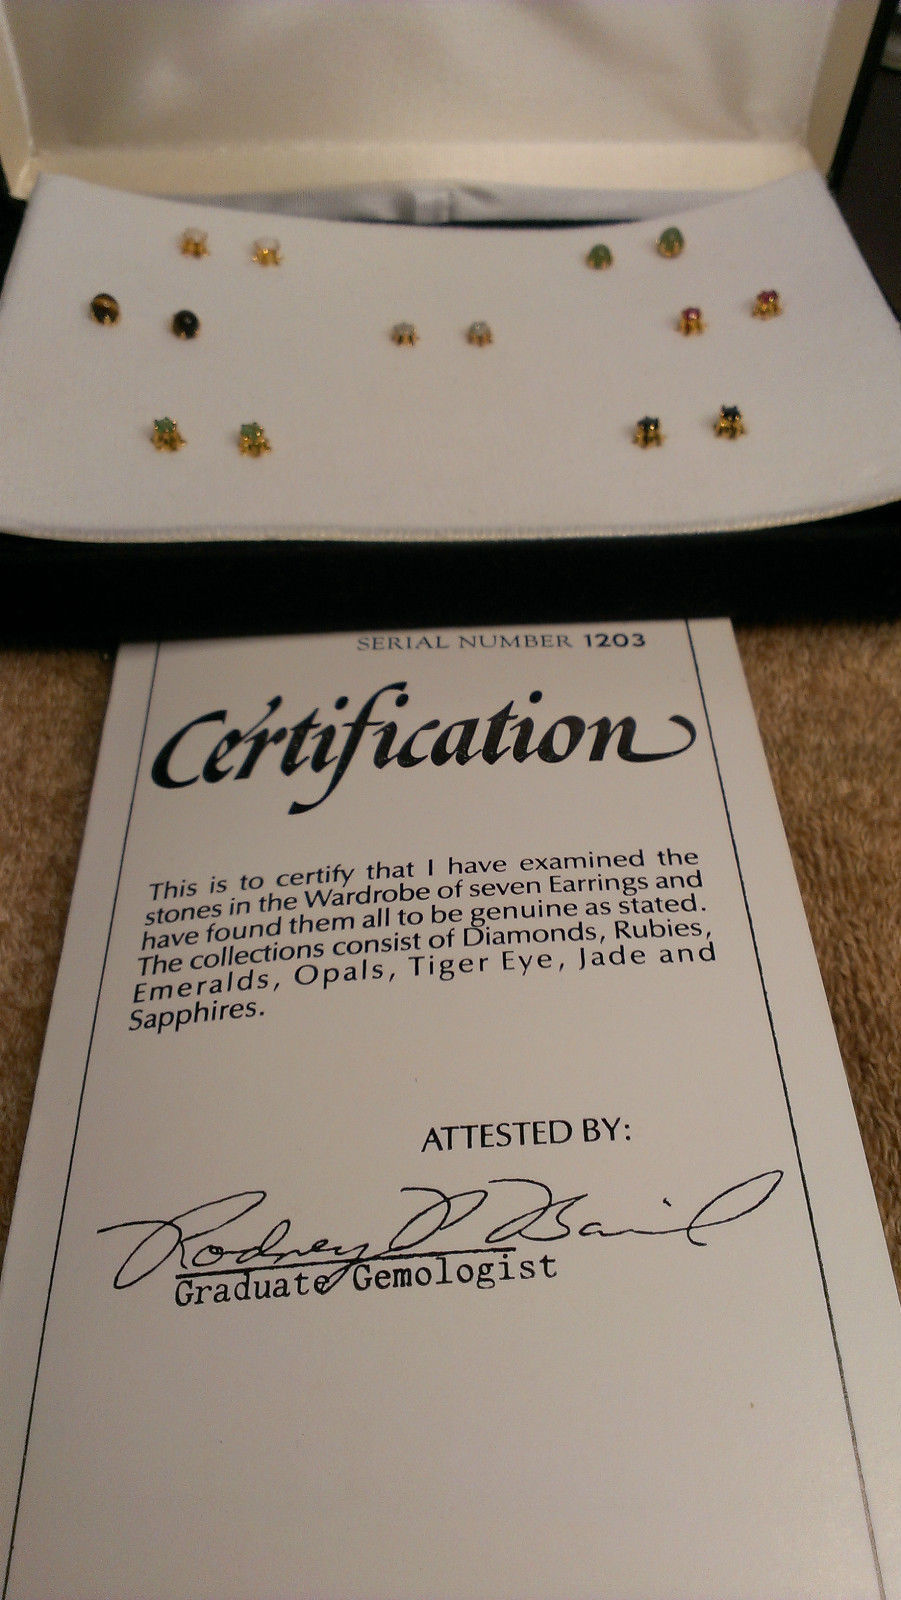 SERIAL NUMBER 1203
Certification
This is to certify that I have examined the
stones in the Wardrobe of seven Earrings and
have found them all to be genuine as stated.
The collections consist of Diamonds, Rubies,
Emeralds, Opals, Tiger Eye, Jade and
Sapphires.
ATTESTED BY:
Rodney
Graduate Gemologist